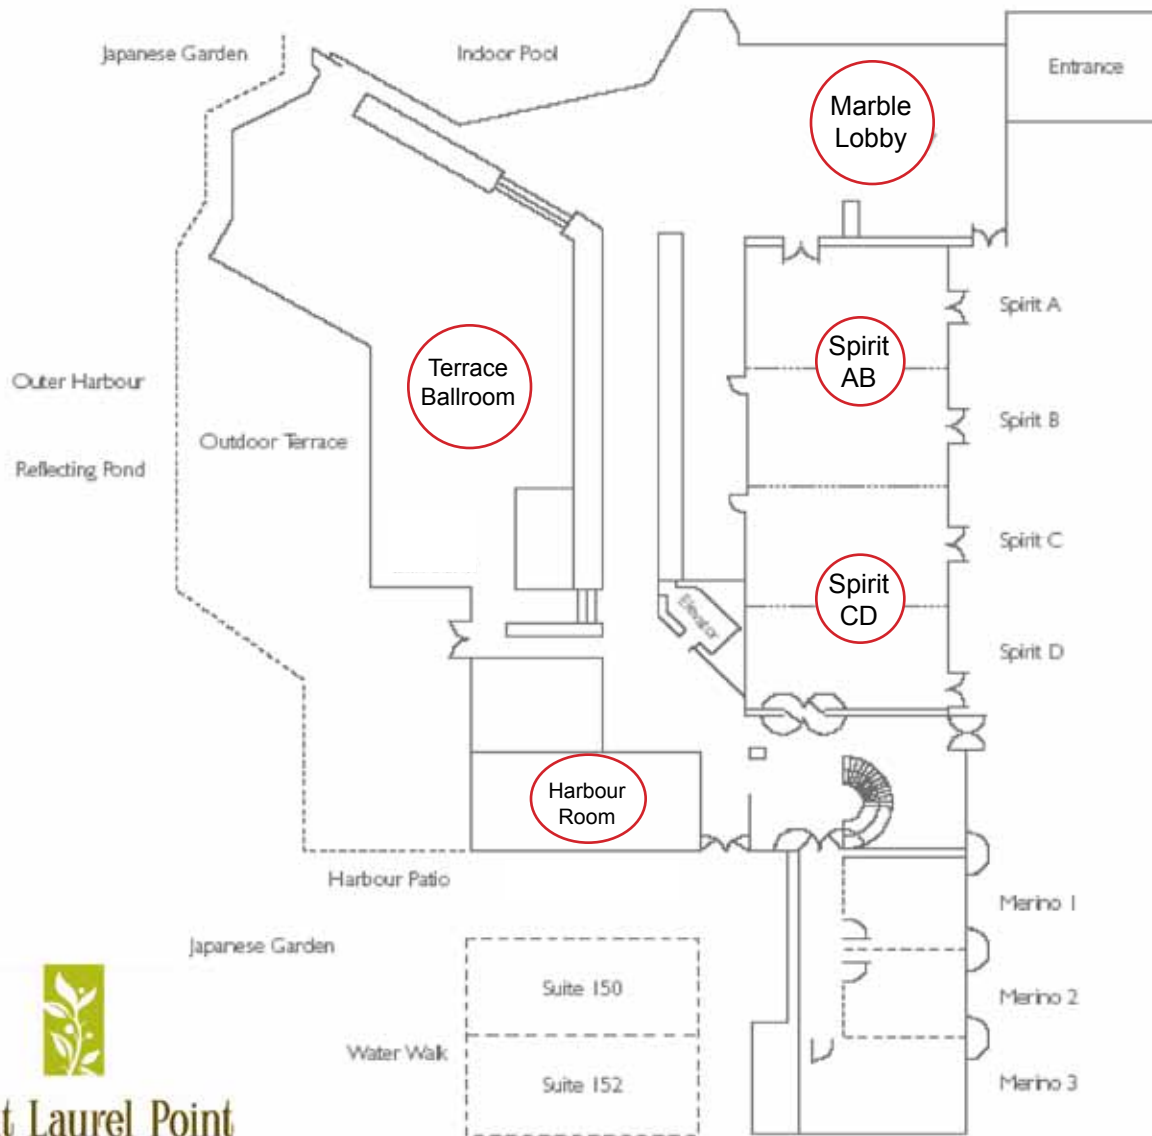 Japanese Garden
Indoor Pool
Entrance
Marble
Lobby
Spirit A
Spirit
AB
Terrace
Ballroom
Outer Harbour
Spirit B
Outdoor Terrace
Reflecting Pond
Spirit C
Spirit
CD
Elevator
Spirit D
Harbour
Room
Harbour Patio
Merino 1
Japanese Garden
Suite 150
Merino 2
Water Walk
Suite 152
Merino 3
t Laurel Point